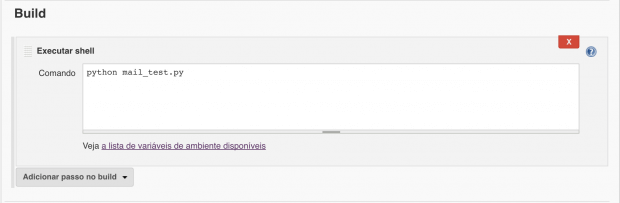 Build
X
Executar shell
?
Comando
python mail_test.py
Veja a lista de variáveis de ambiente disponíveis
Adicionar passo no build